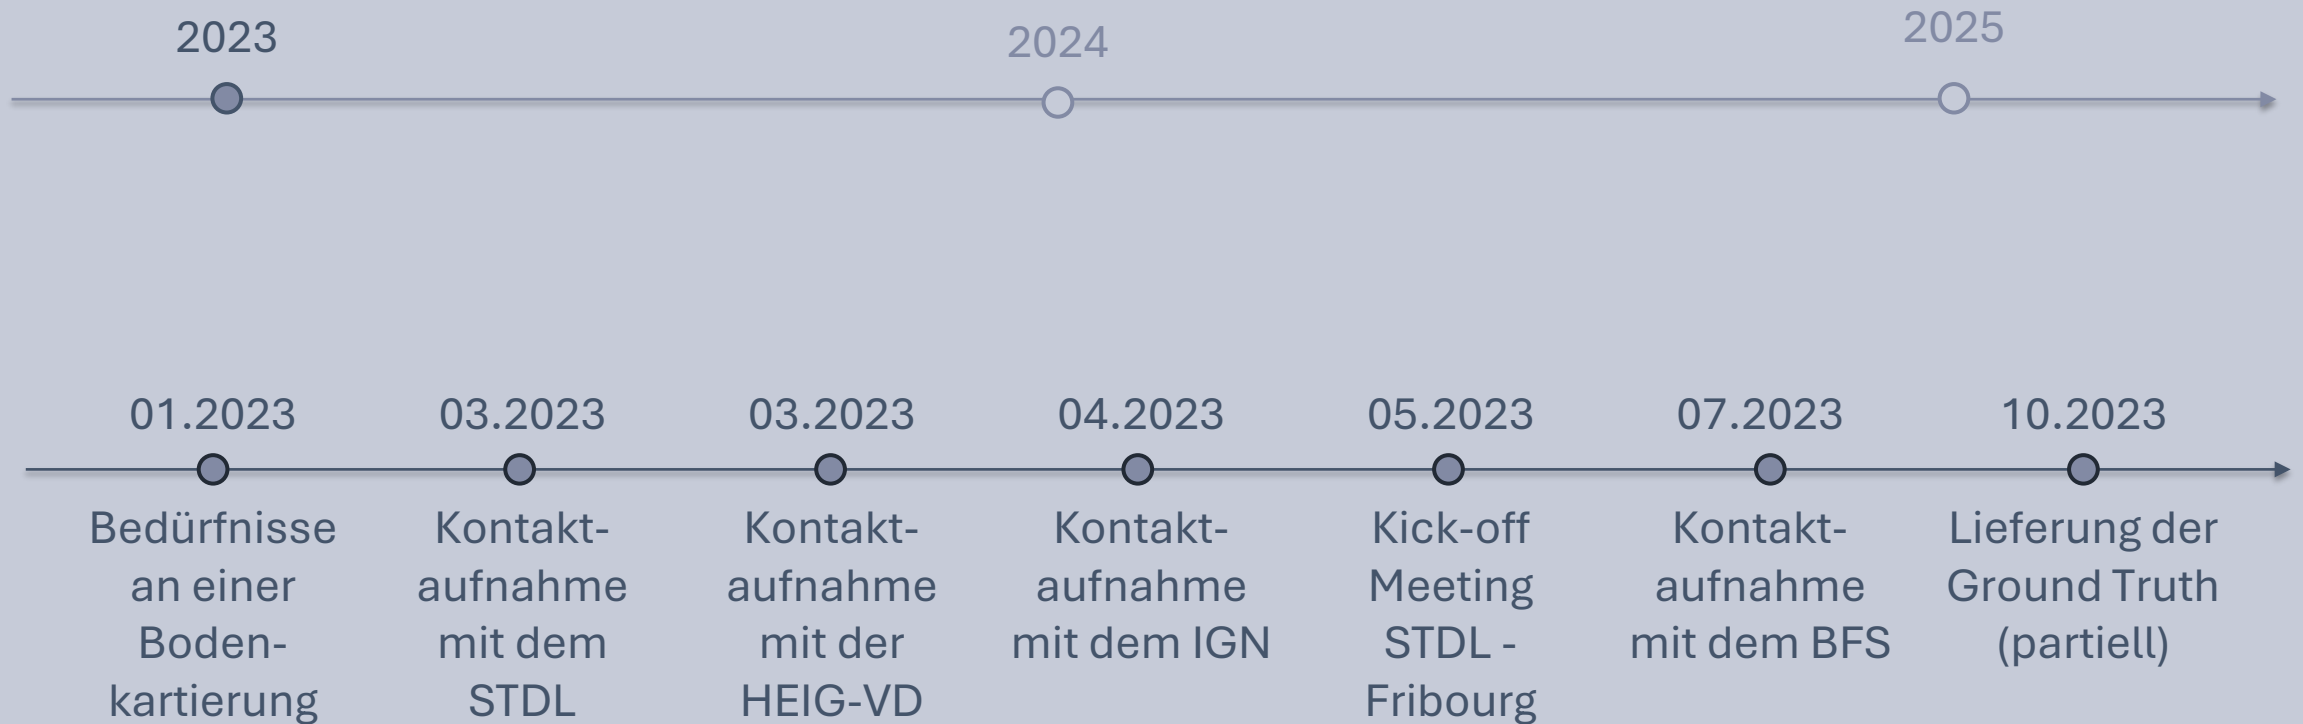 2023
2024
2025
01.2023
03.2023
03.2023
04.2023
05.2023
07.2023
10.2023
Bedürfnisse
an einer
Boden-
kartierung
Kontakt-
aufnahme
mit dem
STDL
Kontakt-
aufnahme
mit der
HEIG-VD
Kontakt-
aufnahme
mit dem IGN
Kick-off
Meeting
STDL -
Fribourg
Kontakt-
aufnahme
mit dem BFS
Lieferung der
Ground Truth
(partiell)